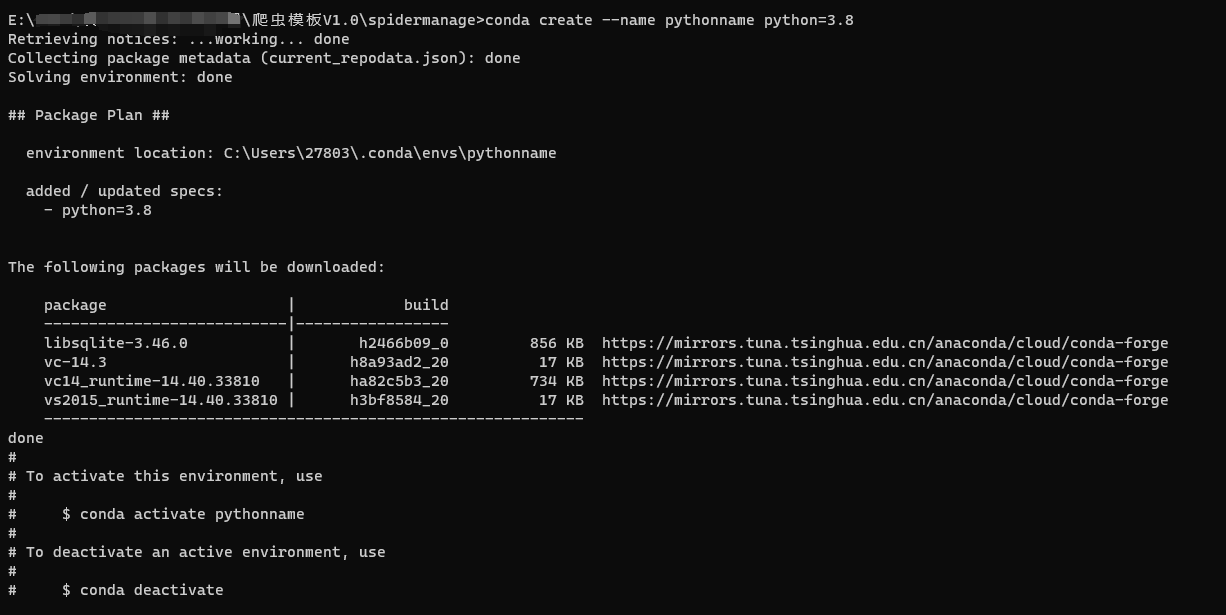 E:\ \爬虫模板V1.0\spidermanage>conda create --name pythonname python=3.8
Retrieving notices: ...working... done
Collecting package metadata (current_repodata.json): done
Solving environment: done
## Package Plan ##
environment location: C:\Users\27803\.conda\envs\pythonname
added / updated specs:
- python=3.8
The following packages will be downloaded:
package | build
---------------------------|-----------------
libsqlite-3.46.0 | h2466b09_0 856 KB https://mirrors.tuna.tsinghua.edu.cn/anaconda/cloud/conda-forge
vc-14.3 | h8a93ad2_20 17 KB https://mirrors.tuna.tsinghua.edu.cn/anaconda/cloud/conda-forge
vc14_runtime-14.40.33810 | ha82c5b3_20 734 KB https://mirrors.tuna.tsinghua.edu.cn/anaconda/cloud/conda-forge
vs2015_runtime-14.40.33810 | h3bf8584_20 17 KB https://mirrors.tuna.tsinghua.edu.cn/anaconda/cloud/conda-forge
------------------------------------------------------------
done
#
# To activate this environment, use
#
# $ conda activate pythonname
#
# To deactivate an active environment, use
#
# $ conda deactivate